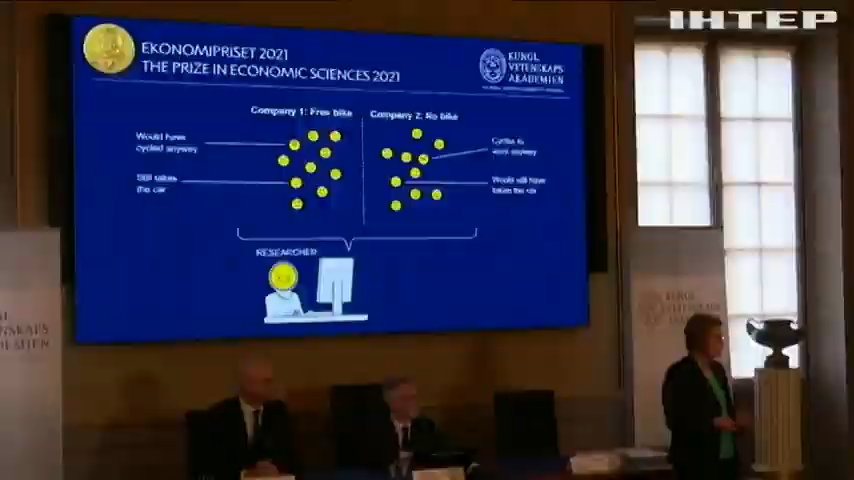 ІНТЕР
EKONOMIPRISET 2021
THE PRIZE IN ECONOMIC SCIENCES 2021
KUNGL.
VETENSKAPS
AKADEMIEN
Company 1: Free bike
Company 2: No bike
Would have
cycled anyway
Cycles to
work anyway
Still takes
the car
Would still have
taken the car
RESEARCHER
KUNGL